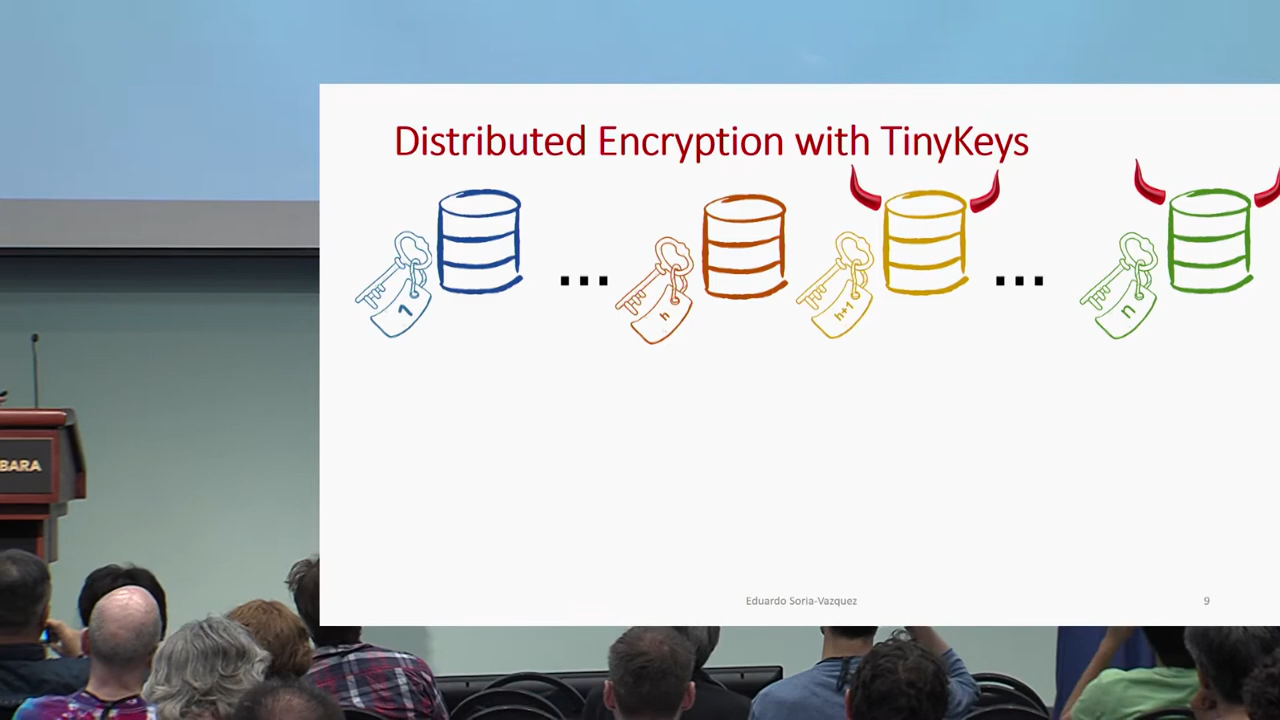 Distributed Encryption with TinyKeys
... ...
1
h
h+1
n
BARA
Eduardo Soria-Vazquez
9